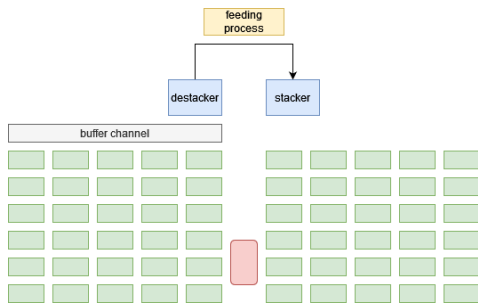 feeding
process
destacker
stacker
buffer channel